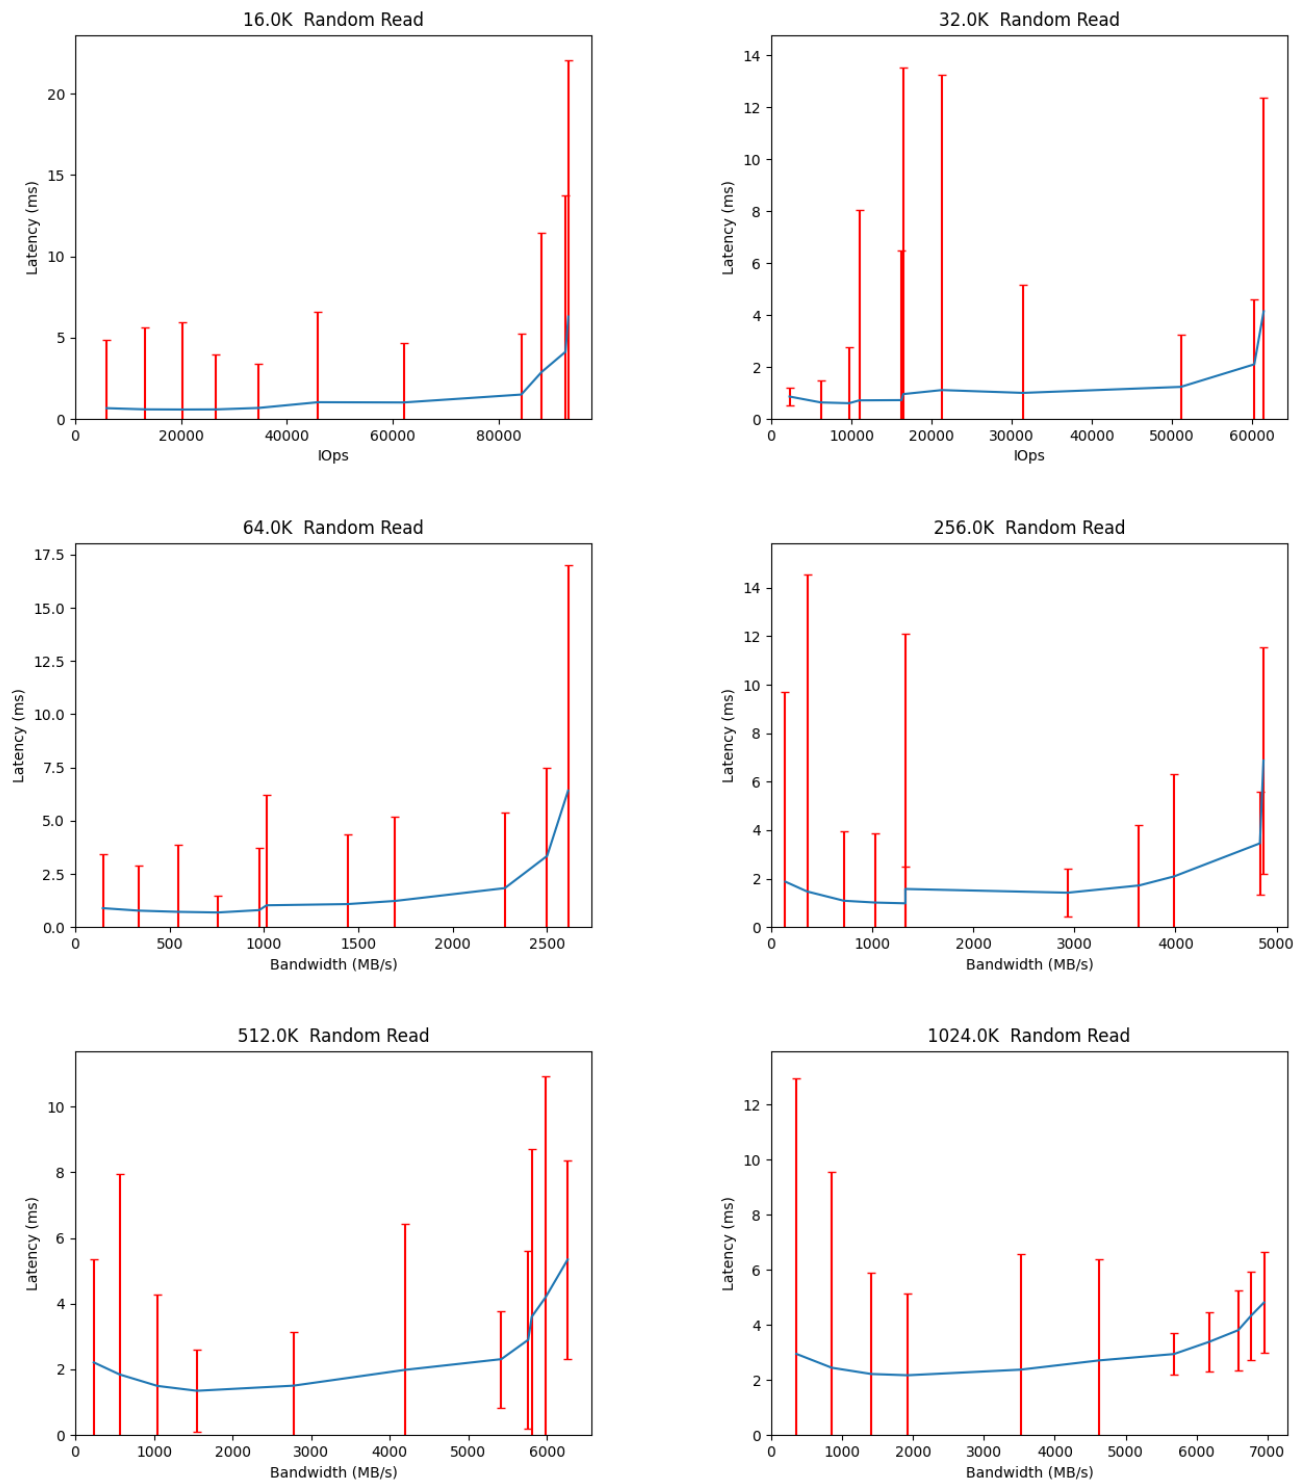 16.0K  Random Read
20
15
10
5
0
Latency (ms)
0 20000 40000 60000 80000
IOps
32.0K  Random Read
14
12
10
8
6
4
2
0
Latency (ms)
0 10000 20000 30000 40000 50000 60000
IOps
64.0K  Random Read
17.5
15.0
12.5
10.0
7.5
5.0
2.5
0.0
Latency (ms)
0 500 1000 1500 2000 2500
Bandwidth (MB/s)
256.0K  Random Read
14
12
10
8
6
4
2
0
Latency (ms)
0 1000 2000 3000 4000 5000
Bandwidth (MB/s)
512.0K  Random Read
10
8
6
4
2
0
Latency (ms)
0 1000 2000 3000 4000 5000 6000
Bandwidth (MB/s)
1024.0K  Random Read
12
10
8
6
4
2
0
Latency (ms)
0 1000 2000 3000 4000 5000 6000 7000
Bandwidth (MB/s)